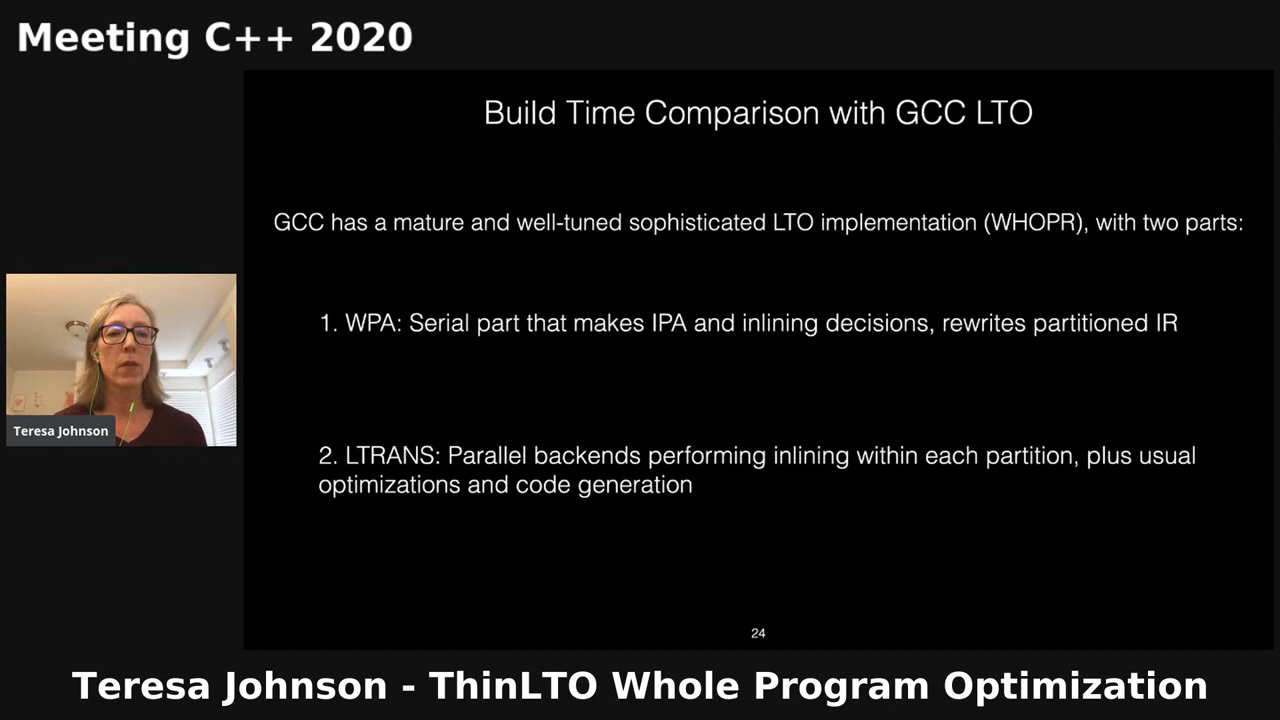 Meeting C++ 2020
Build Time Comparison with GCC LTO
GCC has a mature and well-tuned sophisticated LTO implementation (WHOPR), with two parts:
1. WPA: Serial part that makes IPA and inlining decisions, rewrites partitioned IR
Teresa Johnson
2. LTRANS: Parallel backends performing inlining within each partition, plus usual
optimizations and code generation
24
Teresa Johnson - ThinLTO Whole Program Optimization